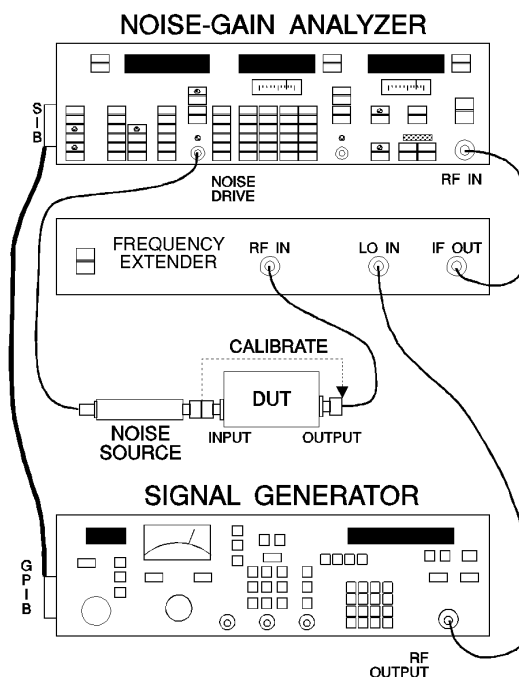 NOISE-GAIN ANALYZER
S
I
B
NOISE
DRIVE
RF IN
FREQUENCY
EXTENDER
RF IN
LO IN
IF OUT
CALIBRATE
DUT
NOISE
SOURCE
INPUT
OUTPUT
SIGNAL GENERATOR
G
P
I
B
RF
OUTPUT